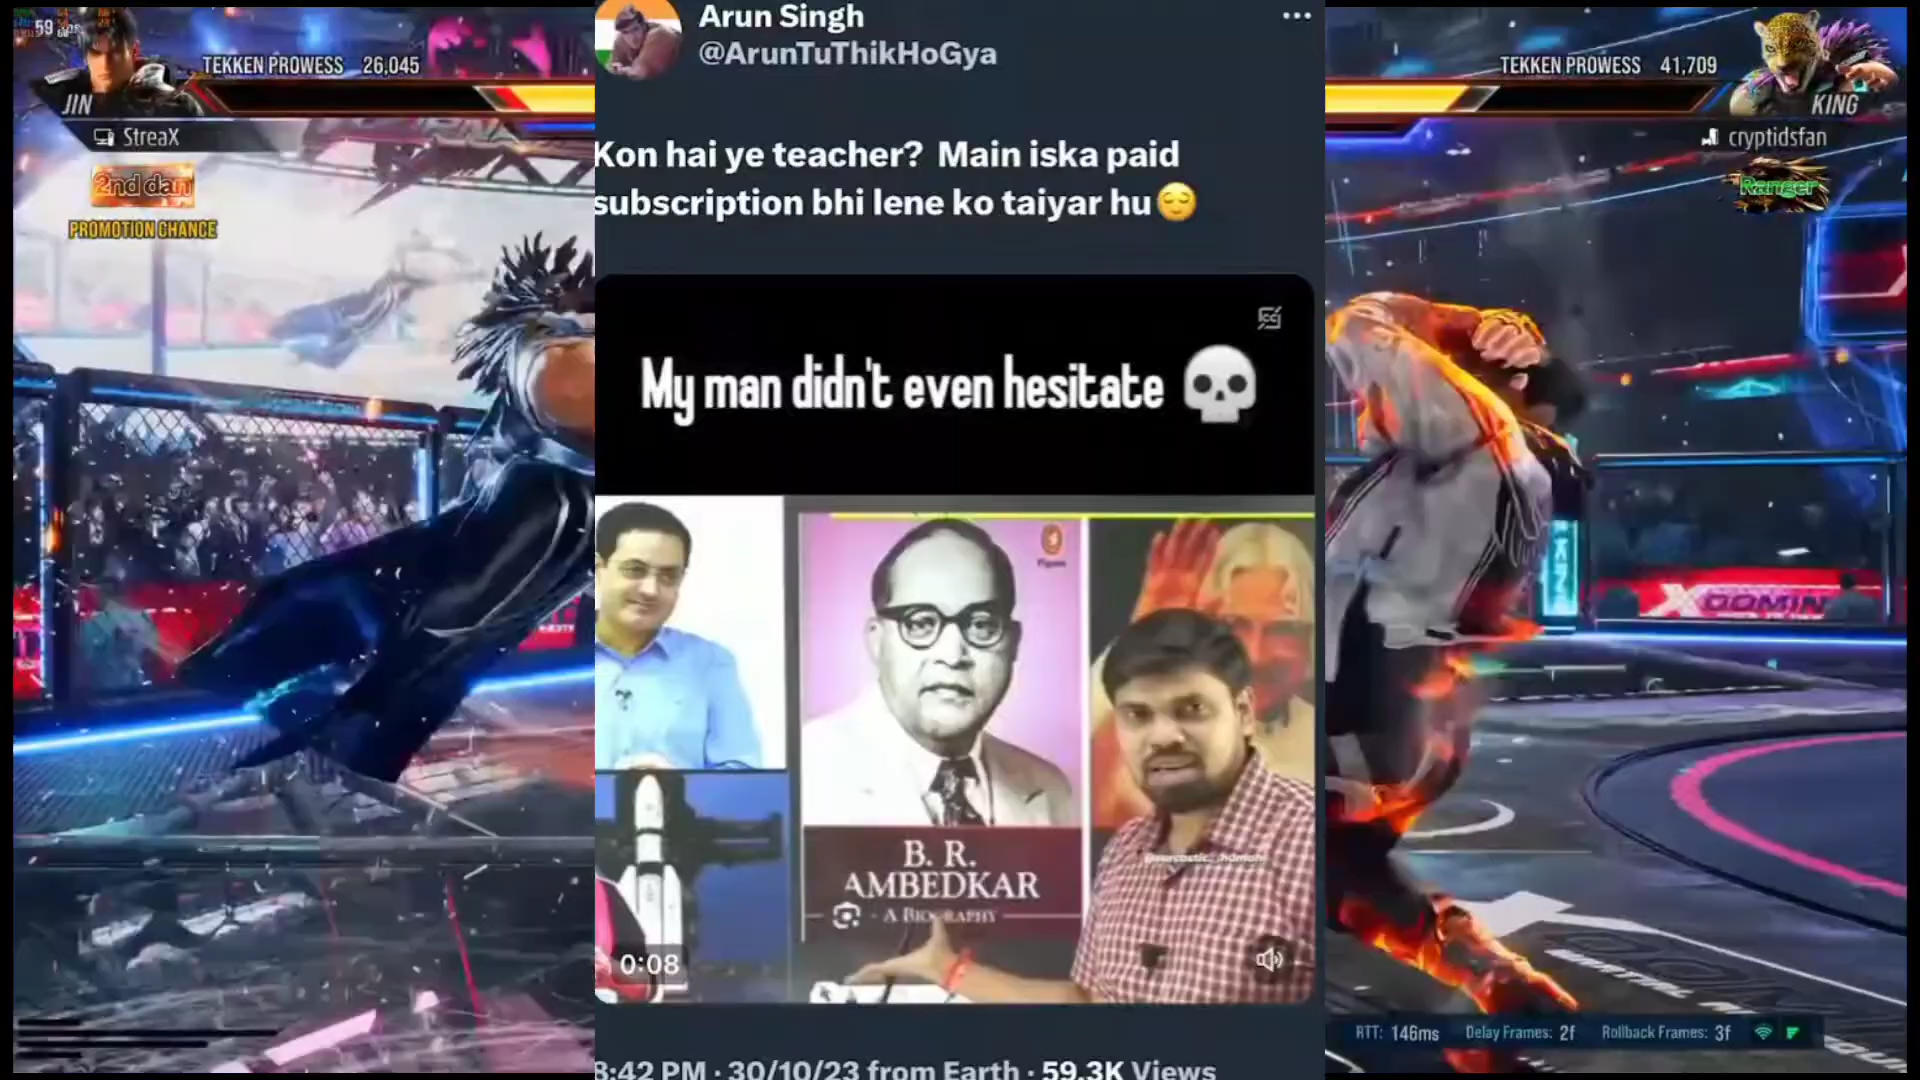 59
TEKKEN PROWESS 26,045
JIN
StreaX
2nd dan
PROMOTION CHANCE
Arun Singh
@ArunTuThikHoGya
Kon hai ye teacher? Main iska paid
subscription bhi lene ko taiyar hu😌
CC
My man didn't even hesitate 💀
B. R.
AMBEDKAR
A BIOGRAPHY
0:08
8:42 PM · 30/10/23 from Earth · 59.3K Views
TEKKEN PROWESS 41,709
KING
cryptidsfan
Ranger
RTT: 146ms Delay Frames: 2f Rollback Frames: 3f